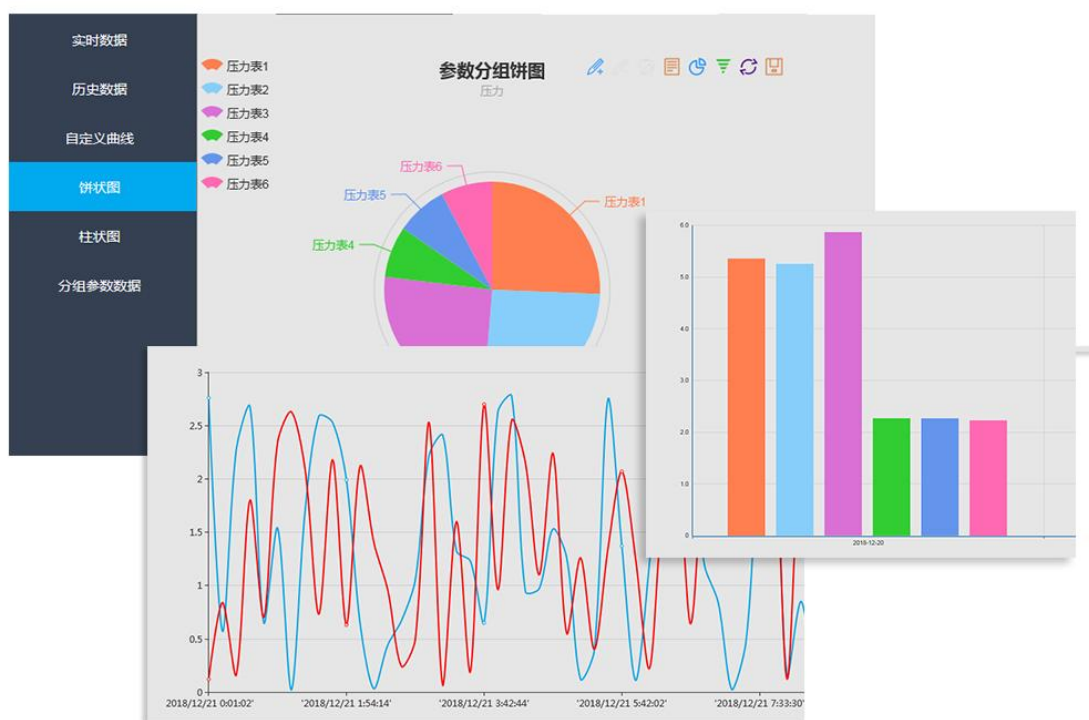 实时数据
历史数据
自定义曲线
饼状图
柱状图
分组参数数据
压力表1
压力表2
压力表3
压力表4
压力表5
压力表6
参数分组饼图
压力
压力表6
压力表5
压力表4
压力表1
6.0
5.0
4.0
3.0
2.0
1.0
0
2018-12-20
3
2.5
2
1.5
1
0.5
0
2018/12/21 0:01:02'
'2018/12/21 1:54:14'
'2018/12/21 3:42:44'
'2018/12/21 5:42:02'
'2018/12/21 7:33:30'